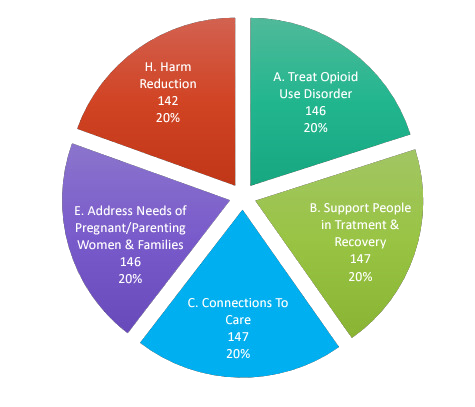 H. Harm
Reduction
142
20%
A. Treat Opioid
Use Disorder
146
20%
B. Support People
in Tratment &
Recovery
147
20%
C. Connections To
Care
147
20%
E. Address Needs of
Pregnant/Parenting
Women & Families
146
20%